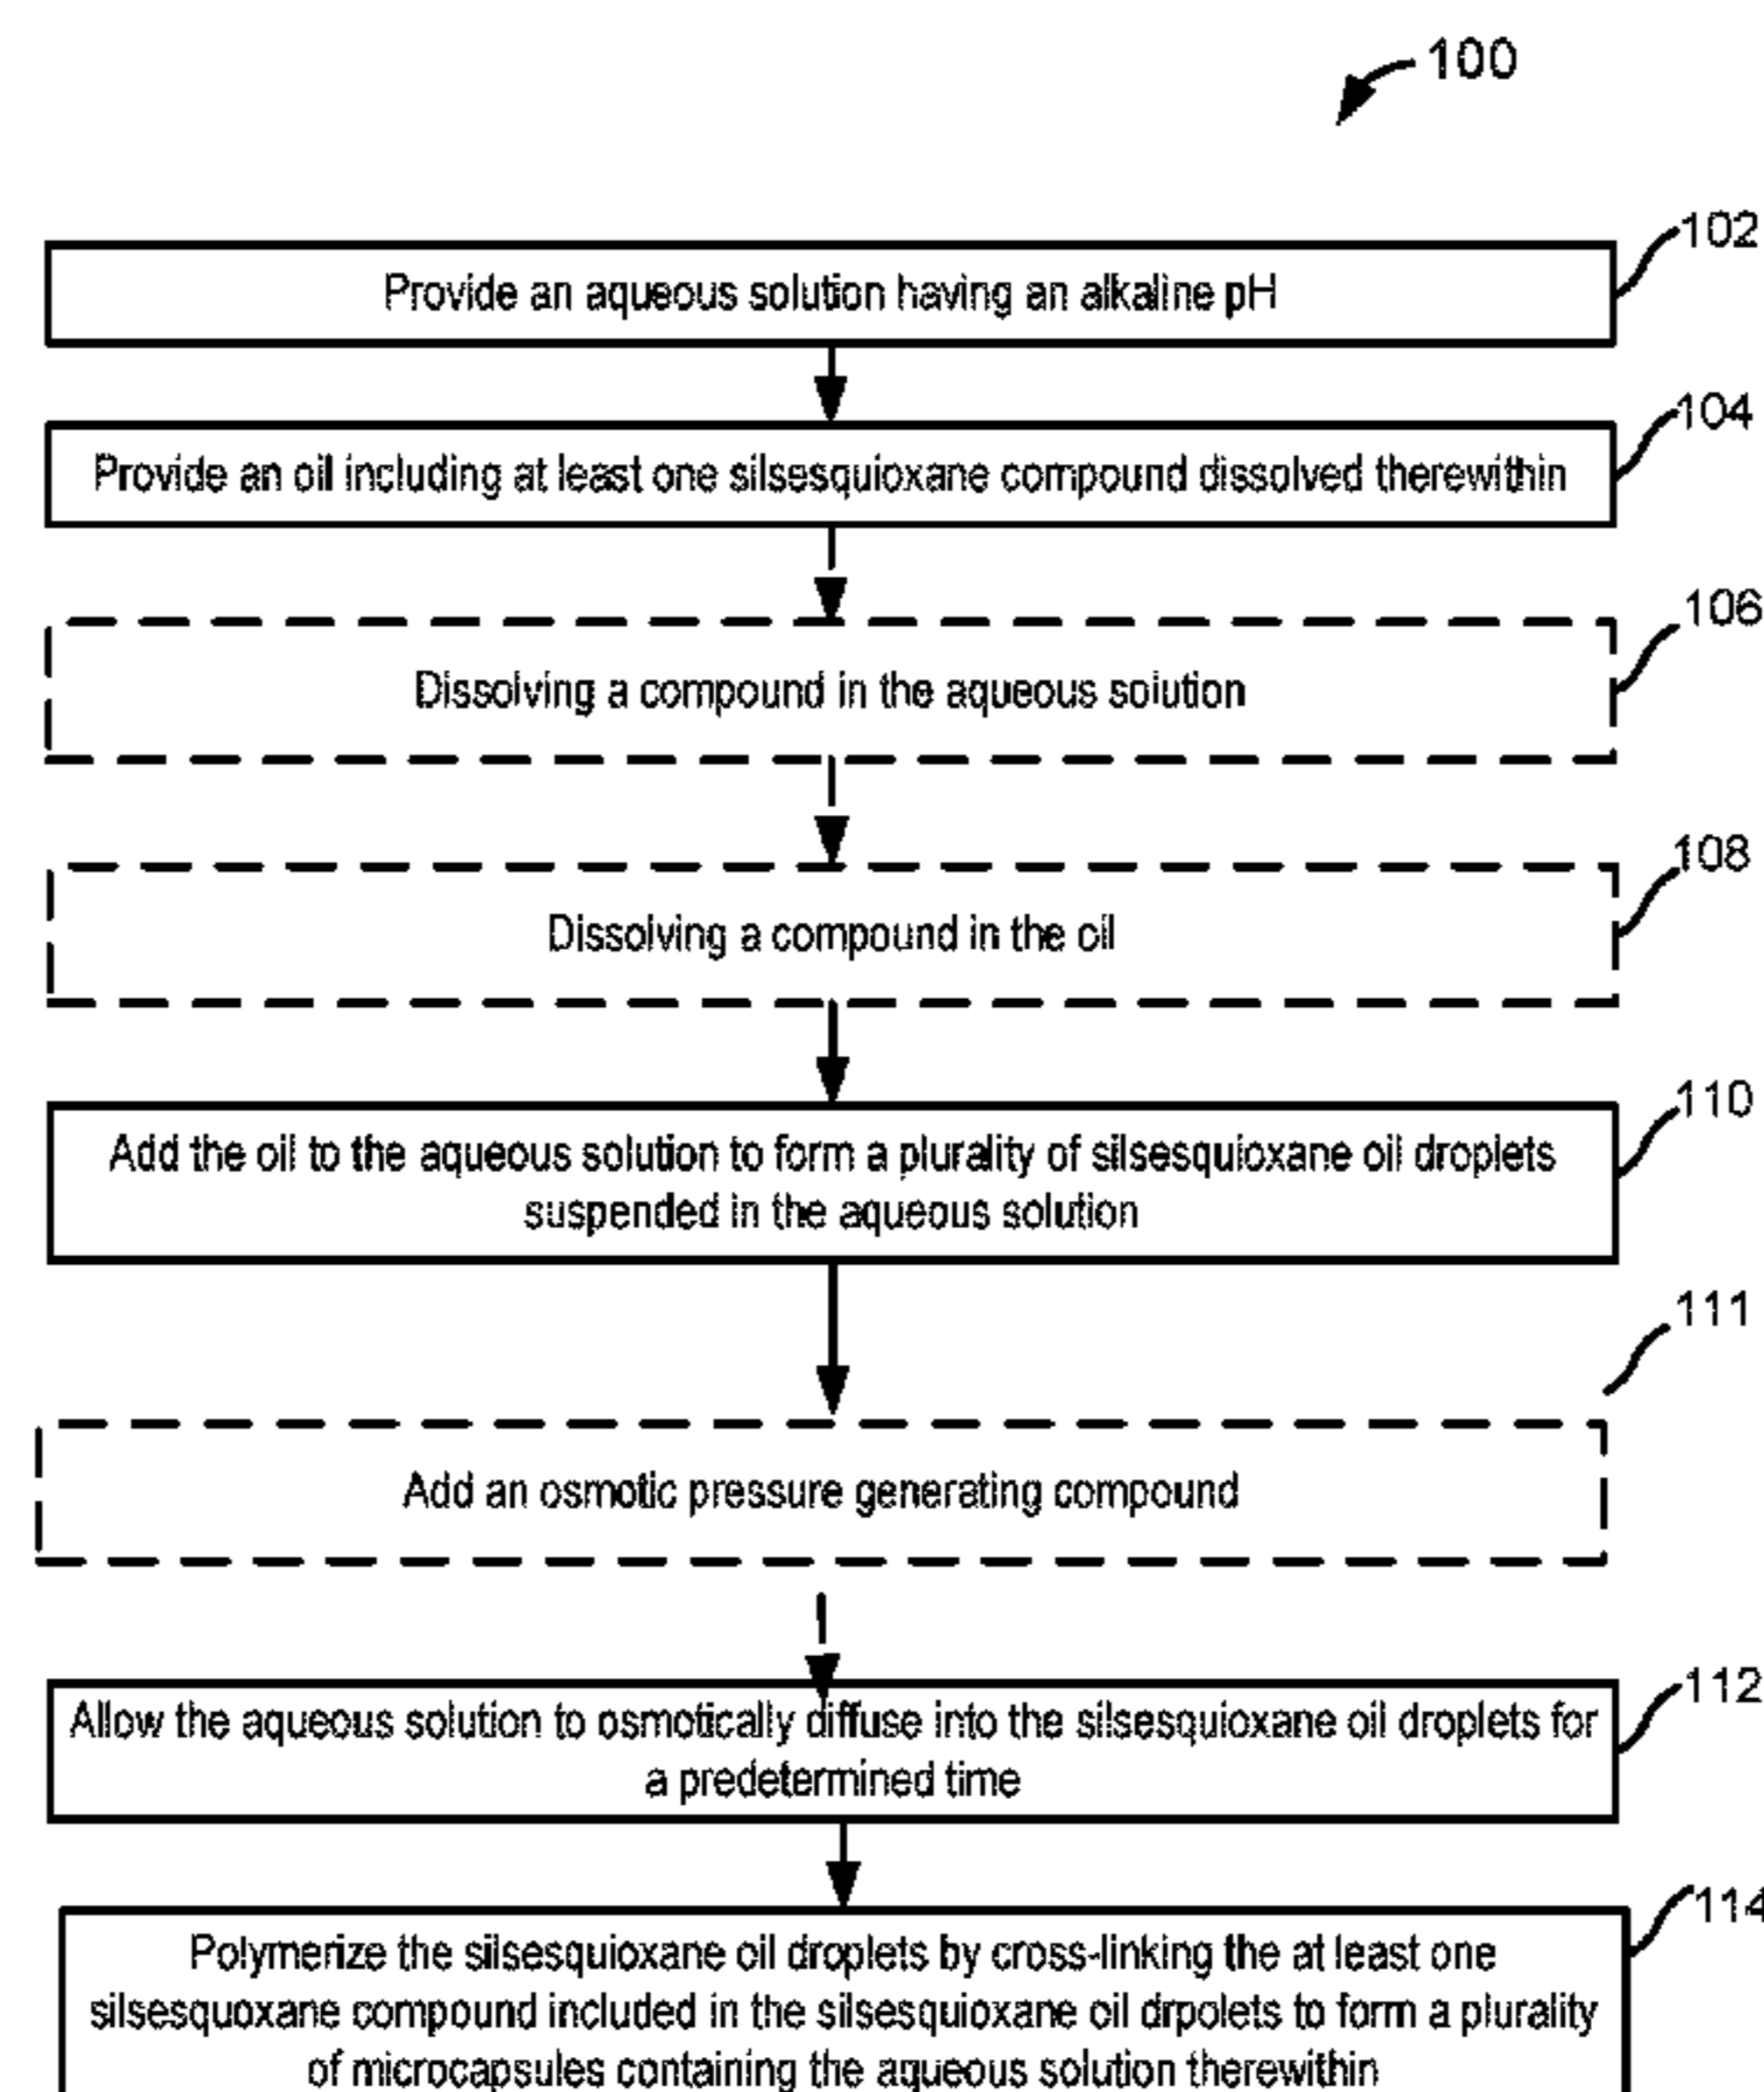 100
102
Provide an aqueous solution having an alkaline pH
104
Provide an oil including at least one silsesquioxane compound dissolved therewithin
106
Dissolving a compound in the aqueous solution
108
Dissolving a compound in the oil
110
Add the oil to the aqueous solution to form a plurality of silsesquioxane oil droplets
suspended in the aqueous solution
111
Add an osmotic pressure generating compound
112
Allow the aqueous solution to osmotically diffuse into the silsesquioxane oil droplets for
a predetermined time
114
Polymerize the silsesquioxane oil droplets by cross-linking the at least one
silsesquoxane compound included in the silsesquioxane oil drpolets to form a plurality
of microcapsules containing the aqueous solution therewithin